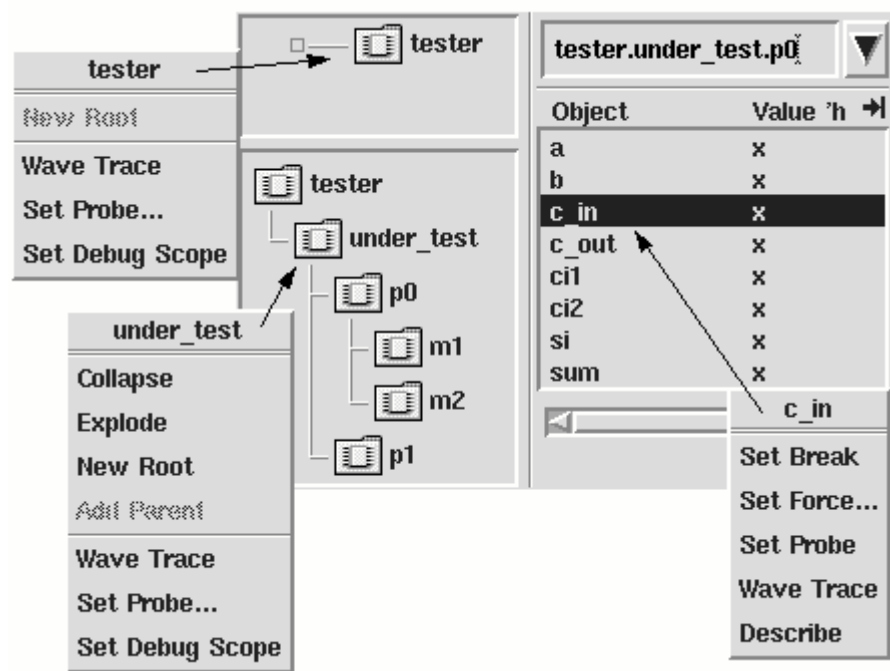 tester
New Root
Wave Trace
Set Probe...
Set Debug Scope
tester
tester
under_test
p0
m1
m2
p1
under_test
Collapse
Explode
New Root
Add Parent
Wave Trace
Set Probe...
Set Debug Scope
tester.under_test.p0
Object Value 'h
a x
b x
c_in x
c_out x
ci1 x
ci2 x
si x
sum x
c_in
Set Break
Set Force...
Set Probe
Wave Trace
Describe